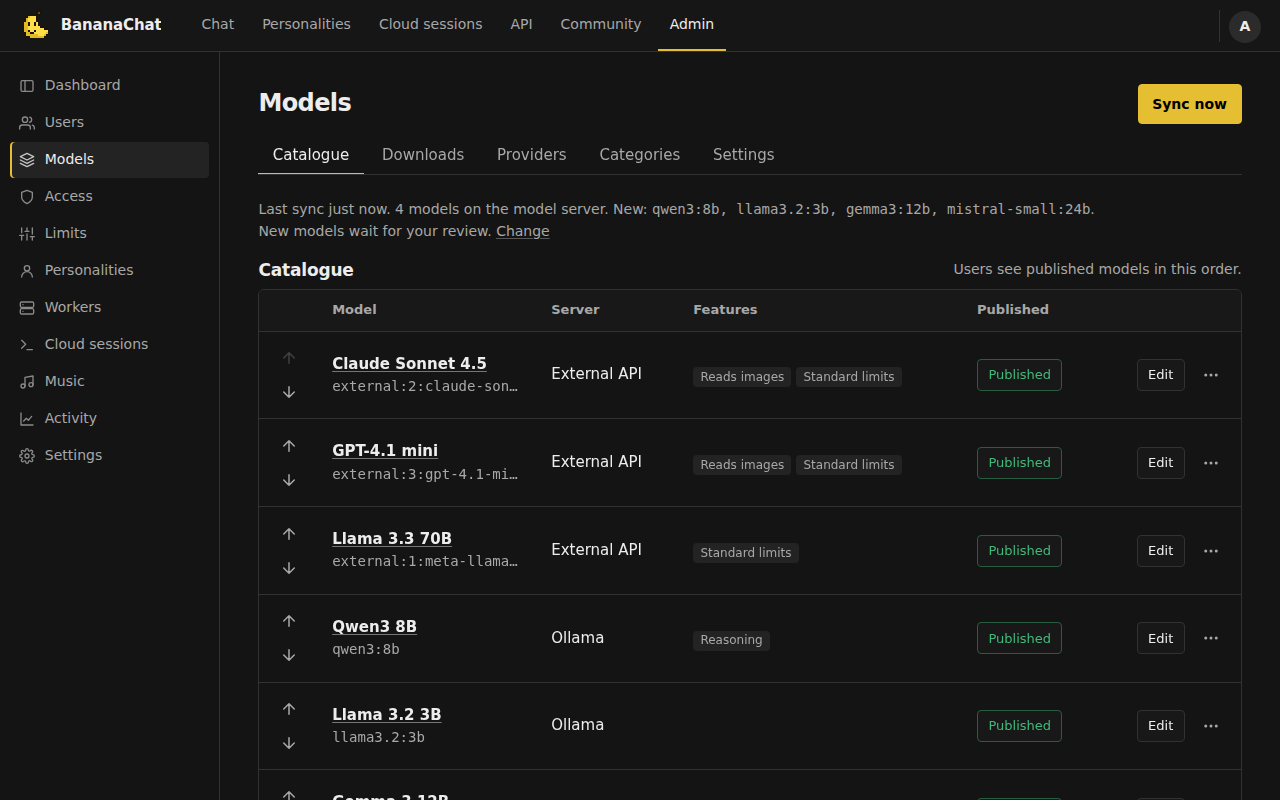 BananaChat
Chat
Personalities
Cloud sessions
API
Community
Admin
A
Dashboard
Users
Models
Access
Limits
Personalities
Workers
Cloud sessions
Music
Activity
Settings
Models
Sync now
Catalogue
Downloads
Providers
Categories
Settings
Last sync just now. 4 models on the model server. New: qwen3:8b, llama3.2:3b, gemma3:12b, mistral-small:24b.
New models wait for your review. Change
Catalogue
Users see published models in this order.
Model
Server
Features
Published
Claude Sonnet 4.5
external:2:claude-son…
External API
Reads images
Standard limits
Published
Edit
GPT-4.1 mini
external:3:gpt-4.1-mi…
External API
Reads images
Standard limits
Published
Edit
Llama 3.3 70B
external:1:meta-llama…
External API
Standard limits
Published
Edit
Qwen3 8B
qwen3:8b
Ollama
Reasoning
Published
Edit
Llama 3.2 3B
llama3.2:3b
Ollama
Published
Edit
Gemma 3 12B